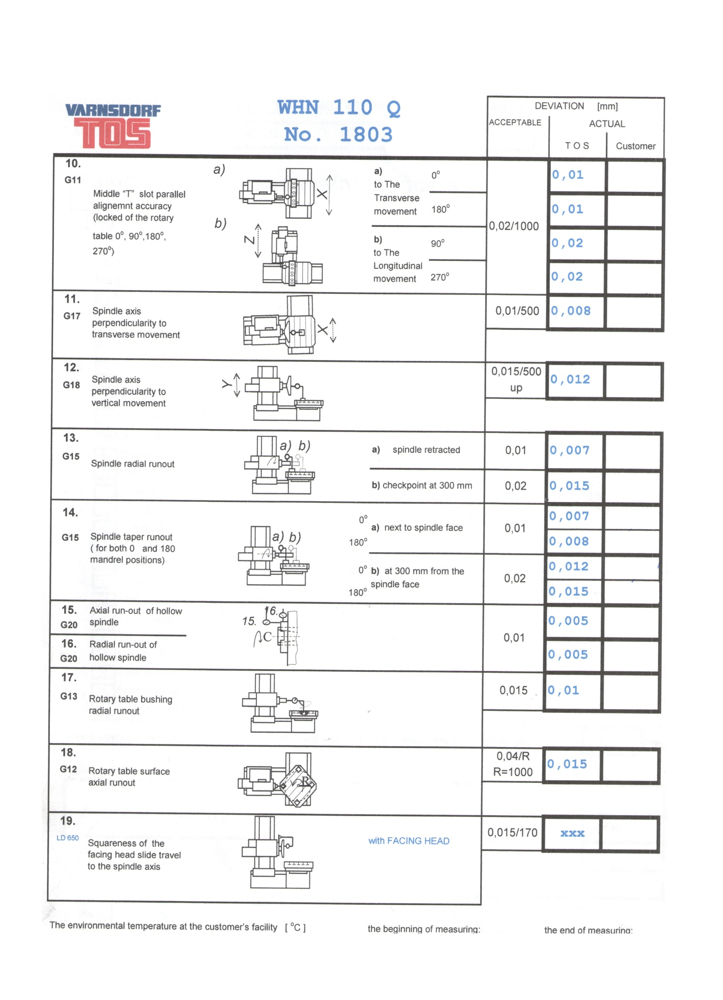 VARNSDORF
TOS
WHN 110 Q
No. 1803
DEVIATION [mm]
ACCEPTABLE
ACTUAL
T O S
Customer
10.
G11
Middle “T” slot parallel
alignemnt accuracy
(locked of the rotary
table 0°, 90°,180°,
270°)
a)
X
b)
Z
a)
to The
Transverse
movement
0°
180°
b)
to The
Longitudinal
movement
90°
270°
0,02/1000
0,01
0,01
0,02
0,02
11.
G17
Spindle axis
perpendicularity to
transverse movement
X
0,01/500
0,008
12.
G18
Spindle axis
perpendicularity to
vertical movement
Y
0,015/500
up
0,012
13.
G15
Spindle radial runout
a) b)
a) spindle retracted
0,01
0,007
b) checkpoint at 300 mm
0,02
0,015
14.
G15
Spindle taper runout
( for both 0 and 180
mandrel positions)
a) b)
0°
a) next to spindle face
180°
0,01
0,007
0,008
0° b) at 300 mm from the
spindle face
180°
0,02
0,012
0,015
15.
G20
Axial run-out of hollow
spindle
16.
15.
C
16.
G20
Radial run-out of
hollow spindle
0,01
0,005
0,005
17.
G13
Rotary table bushing
radial runout
0,015
0,01
18.
G12
Rotary table surface
axial runout
R
0,04/R
R=1000
0,015
19.
LD 650
Squareness of the
facing head slide travel
to the spindle axis
with FACING HEAD
0,015/170
xxx
The environmental temperature at the customer's facility [ °C ]
the beginning of measuring:
the end of measuring: